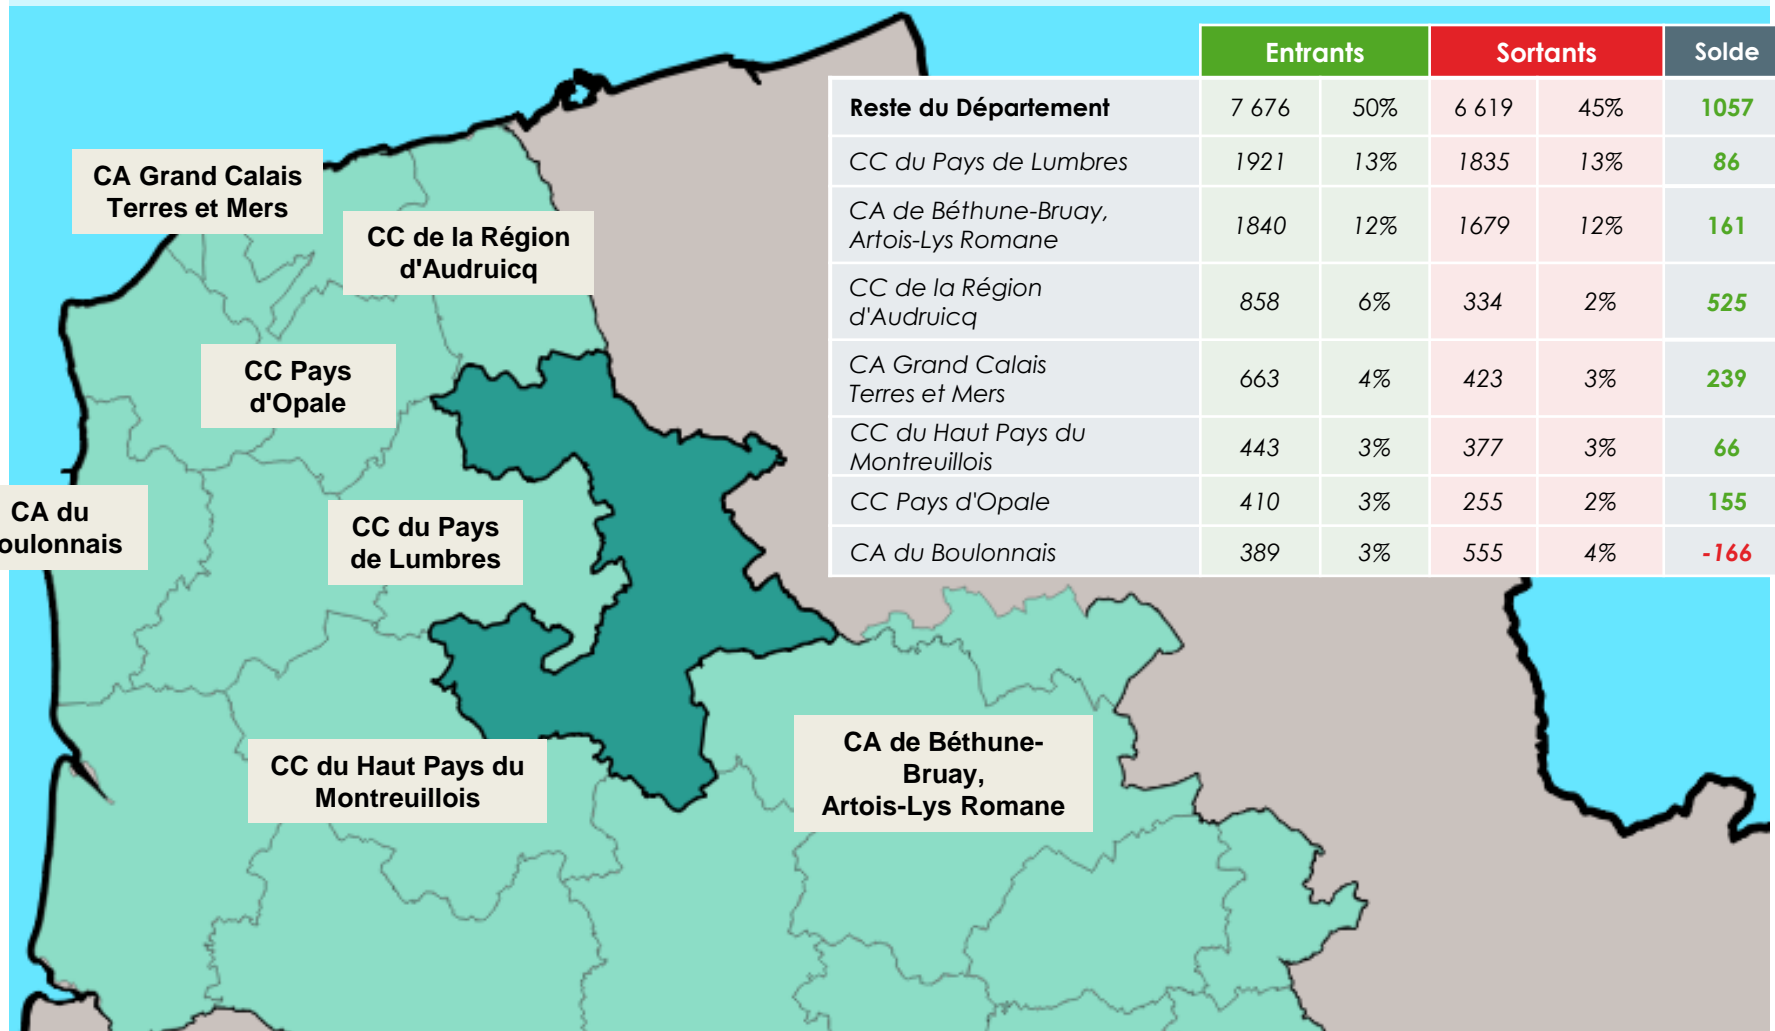 Entrants Sortants Solde
Reste du Département 7 676 50% 6 619 45% 1057
CC du Pays de Lumbres 1921 13% 1835 13% 86
CA de Béthune-Bruay,
Artois-Lys Romane 1840 12% 1679 12% 161
CC de la Région
d'Audruicq 858 6% 334 2% 525
CA Grand Calais
Terres et Mers 663 4% 423 3% 239
CC du Haut Pays du
Montreuillois 443 3% 377 3% 66
CC Pays d'Opale 410 3% 255 2% 155
CA du Boulonnais 389 3% 555 4% -166
CA Grand Calais
Terres et Mers
CC de la Région
d'Audruicq
CC Pays
d'Opale
CA du
oulonnais
CC du Pays
de Lumbres
CC du Haut Pays du
Montreuillois
CA de Béthune-
Bruay,
Artois-Lys Romane